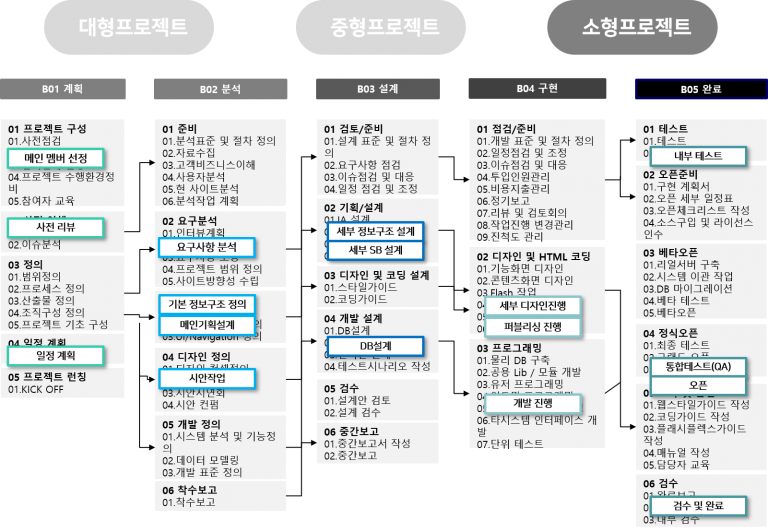 대형프로젝트
중형프로젝트
소형프로젝트
B01 계획
01 프로젝트 구성
01.사전점검
메인 멤버 선정
04.프로젝트 수행환경정
비
05.참여자 교육
사전 리뷰
02.이슈분석
03 정의
01.범위정의
02.프로세스 정의
03.산출물 정의
04.조직구성 정의
05.프로젝트 기초 구성
04 일정 계획
일정 계획
05 프로젝트 런칭
01.KICK OFF
B02 분석
01 준비
01.분석표준 및 절차 정의
02.자료수집
03.고객비즈니스이해
04.사용자분석
05.현 사이트분석
06.분석작업 계획
02 요구분석
01.인터뷰계획
요구사항 분석
04.프로젝트 범위 정의
05.사이트방향성 수립
기본 정보구조 정의
메인기획설계
05.UI/Navigation 정의
04 디자인 정의
시안작업
03.시안시연회
04.시안 컨펌
05 개발 정의
01.시스템 분석 및 기능정
의
02.데이터 모델링
03.개발 표준 정의
06 착수보고
01.착수보고
B03 설계
01 검토/준비
01.설계 표준 및 절차 정
의
02.요구사항 점검
03.이슈점검 및 대응
04.일정 점검 및 조정
02 기획/설계
01.IA 설계
세부 정보구조 설계
세부 SB 설계
03 디자인 및 코딩 설계
01.스타일가이드
02.코딩가이드
04 개발 설계
01.DB설계
DB설계
04.테스트시나리오 작성
05 검수
01.설계안 검토
02.설계 검수
06 중간보고
01.중간보고서 작성
02.중간보고
B04 구현
01 점검/준비
01.개발 표준 및 절차 정의
02.일정점검 및 조정
03.이슈점검 및 대응
04.투입인원관리
05.비용지출관리
06.정기보고
07.리뷰 및 검토회의
08.작업진행 변경관리
09.진척도 관리
02 디자인 및 HTML 코딩
01.기능화면 디자인
02.콘텐츠화면 디자인
03.Flash 작업
세부 디자인진행
퍼블리싱 진행
03 프로그래밍
01.물리 DB 구축
02.공용 Lib / 모듈 개발
03.유저 프로그래밍
개발 진행
06.타시스템 인터페이스 개
발
07.단위 테스트
B05 완료
01 테스트
01.테스트
내부 테스트
02 오픈준비
01.구현 계획서
02.오픈 세부 일정표
03.오픈체크리스트 작성
04.소스구입 및 라이선스
인수
03 베타오픈
01.리얼서버 구축
02.시스템 이관 작업
03.DB 마이그레이션
04.베타 테스트
05.베타오픈
04 정식오픈
01.최종 테스트
통합테스트(QA)
오픈
01.웹스타일가이드 작성
02.코딩가이드 작성
03.플래시플렉스가이드
작성
04.매뉴얼 작성
05.담당자 교육
06 검수
01.완료보고
검수 및 완료
03.내부 검수